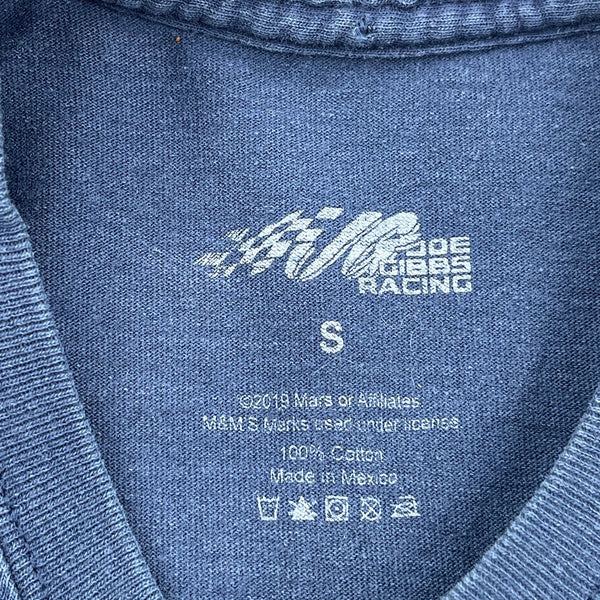 JOE
GIBBS
RACING
S
©2019 Mars or Affiliates
M&M'S Marks used under license
100% Cotton
Made in Mexico